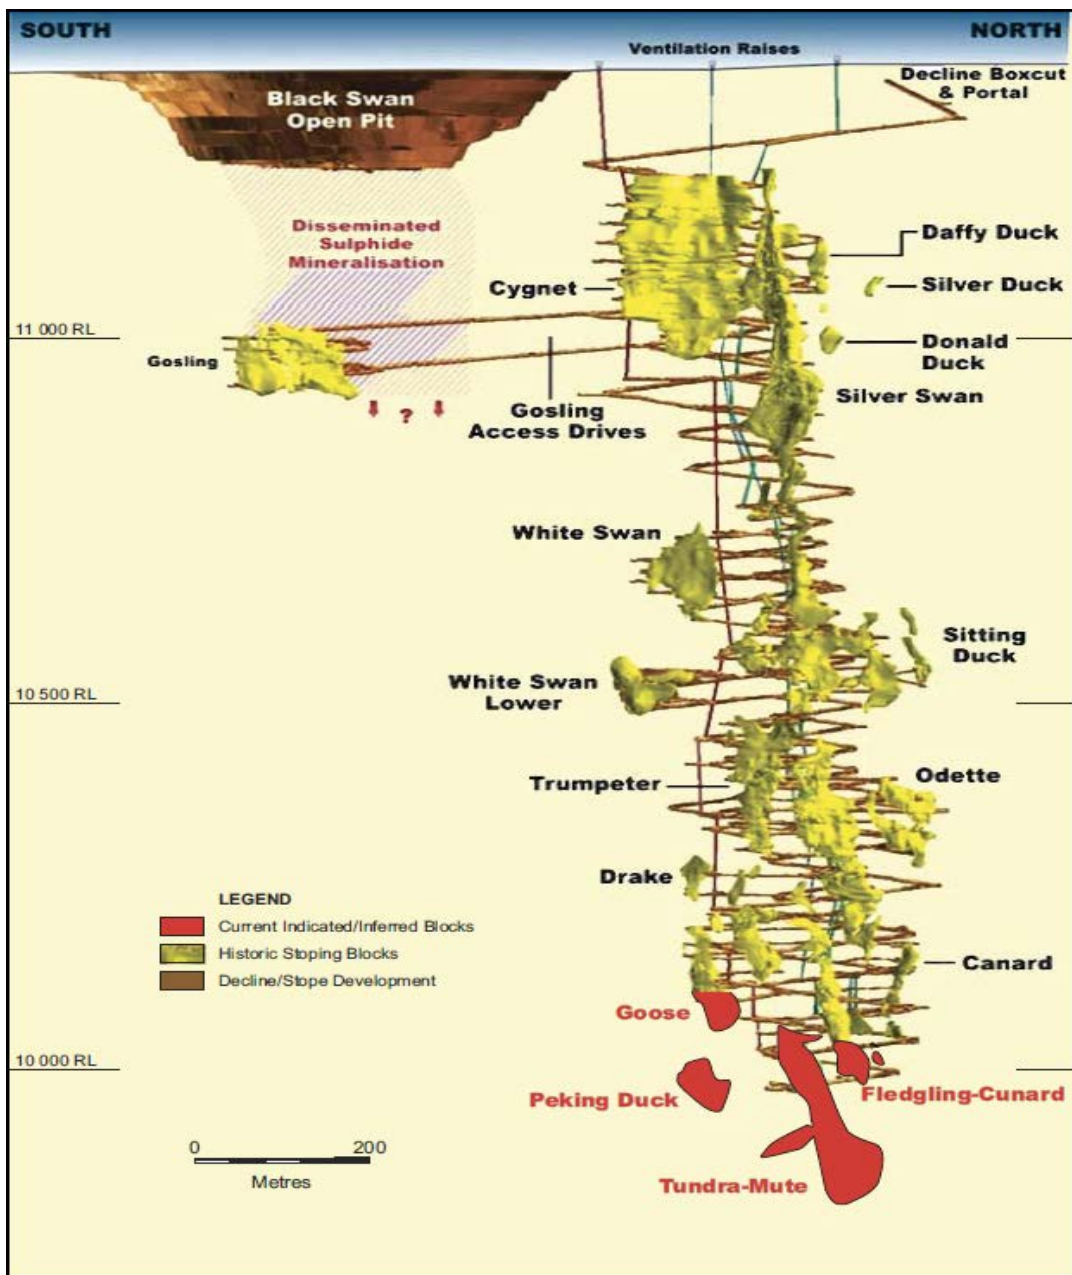 SOUTH
NORTH
Ventilation Raises
Decline Boxcut
& Portal
Black Swan
Open Pit
Disseminated
Sulphide
Mineralisation
Daffy Duck
Cygnet
Silver Duck
11 000 RL
Donald
Duck
Gosling
Silver Swan
?
Gosling
Access Drives
White Swan
Sitting
Duck
White Swan
Lower
10 500 RL
Trumpeter
Odette
Drake
LEGEND
Current Indicated/Inferred Blocks
Historic Stoping Blocks
Decline/Stope Development
Canard
Goose
10 000 RL
Peking Duck
Fledgling-Cunard
0 200
Metres
Tundra-Mute